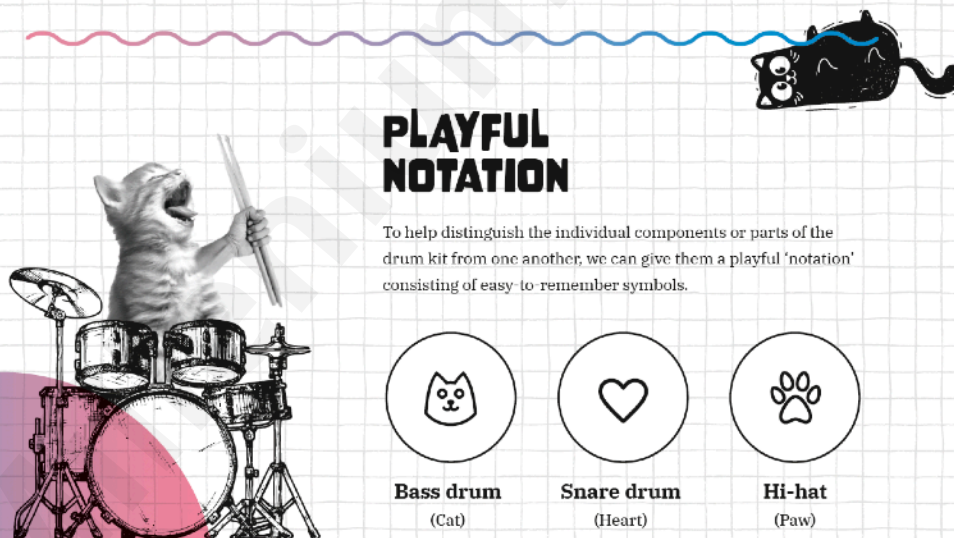 PLAYFUL
NOTATION
To help distinguish the individual components or parts of the
drum kit from one another, we can give them a playful ‘notation’
consisting of easy-to-remember symbols.
Bass drum
Snare drum
Hi-hat
(Cat)
(Heart)
(Paw)